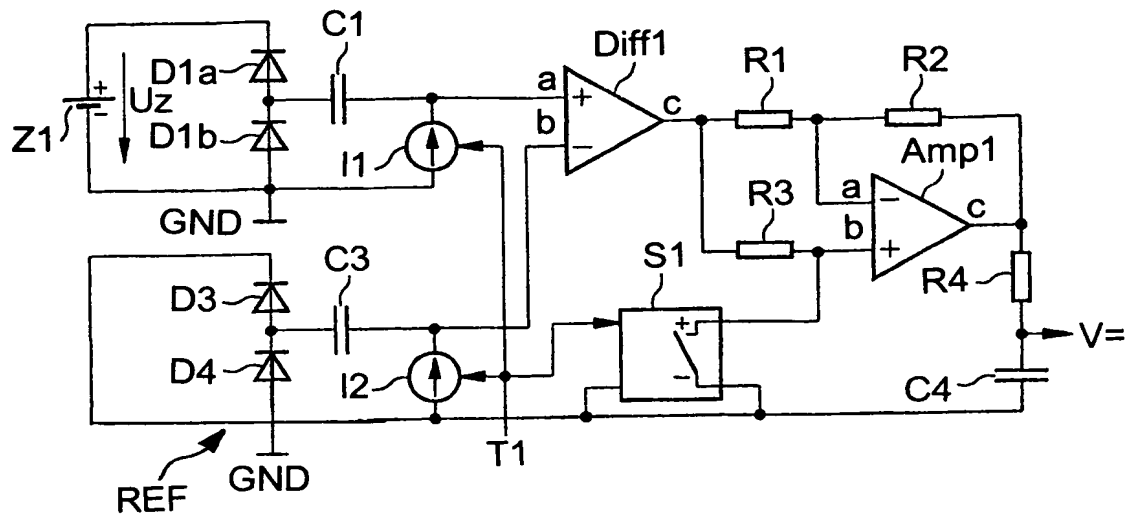 C1
Diff1
D1a
a
+
c
R1
R2
+
-
Uz
Z1
D1b
b
-
I1
Amp1
a
-
c
GND
R3
b
+
C3
S1
R4
D3
+
V=
D4
I2
-
C4
T1
REF
GND